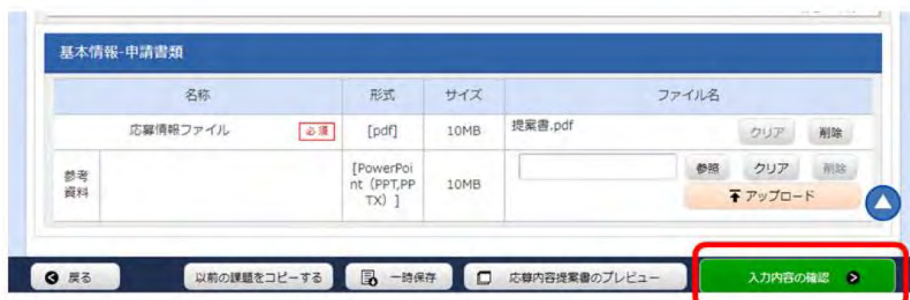 基本情報-申請書類
名称 形式 サイズ ファイル名
応募情報ファイル 必須 [pdf] 10MB 提案書.pdf クリア 削除
参考
資料
[PowerPoi
nt (PPT,PP
TX) ]
10MB
参照 クリア 削除
アップロード
戻る 以前の課題をコピーする 一時保存 応募内容提案書のプレビュー 入力内容の確認